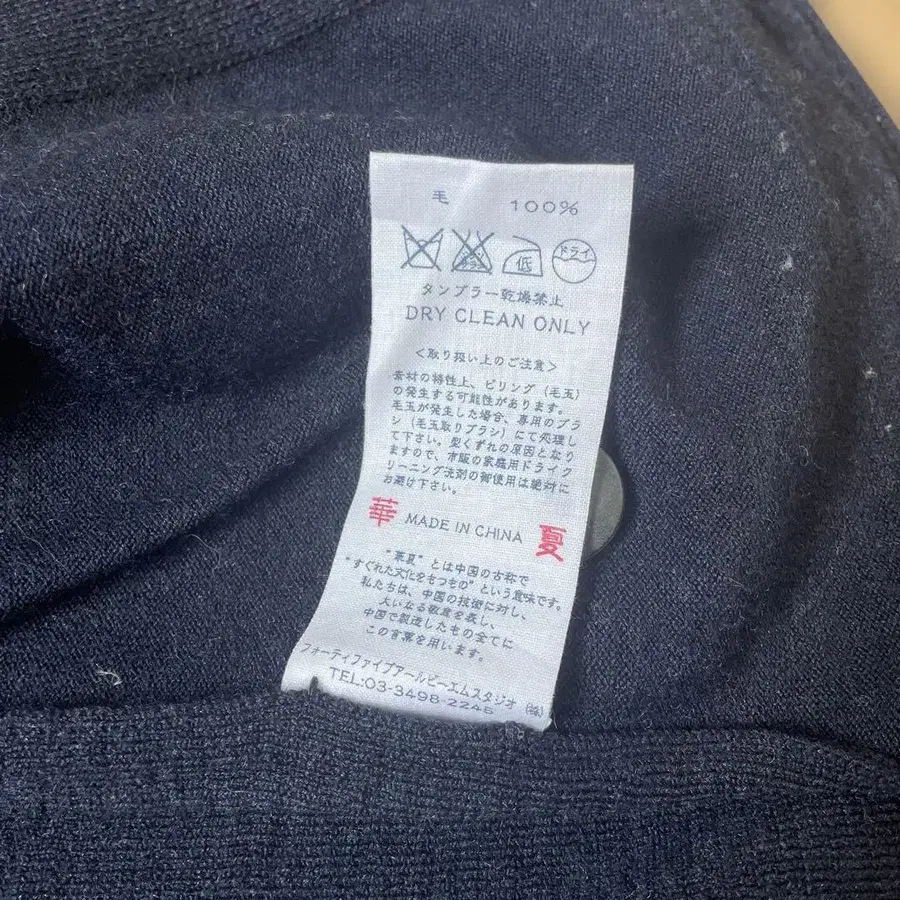 毛 100%
低 ドライ
タンブラー乾燥禁止
DRY CLEAN ONLY
<取り扱い上のご注意>
素材の特性上、ピリング(毛玉)
の発生する可能性があります。
毛玉が発生した場合、専用のブラ
シ(毛玉取りブラシ)にて処理し
て下さい。型くずれの原因となり
ますので、市販の家庭用ドライク
リーニング洗剤の御使用は絶対に
お避け下さい。
華 MADE IN CHINA 夏
"華夏"とは中国の古称で
"すぐれた文化をもつもの"という意味です。
私たちは、中国の技術に対し、
大いなる敬意を表し、
中国で製造したもの全てに
この言葉を用います。
フォーティファイブアールピーエムスタジオ(株)
TEL:03-3498-2248